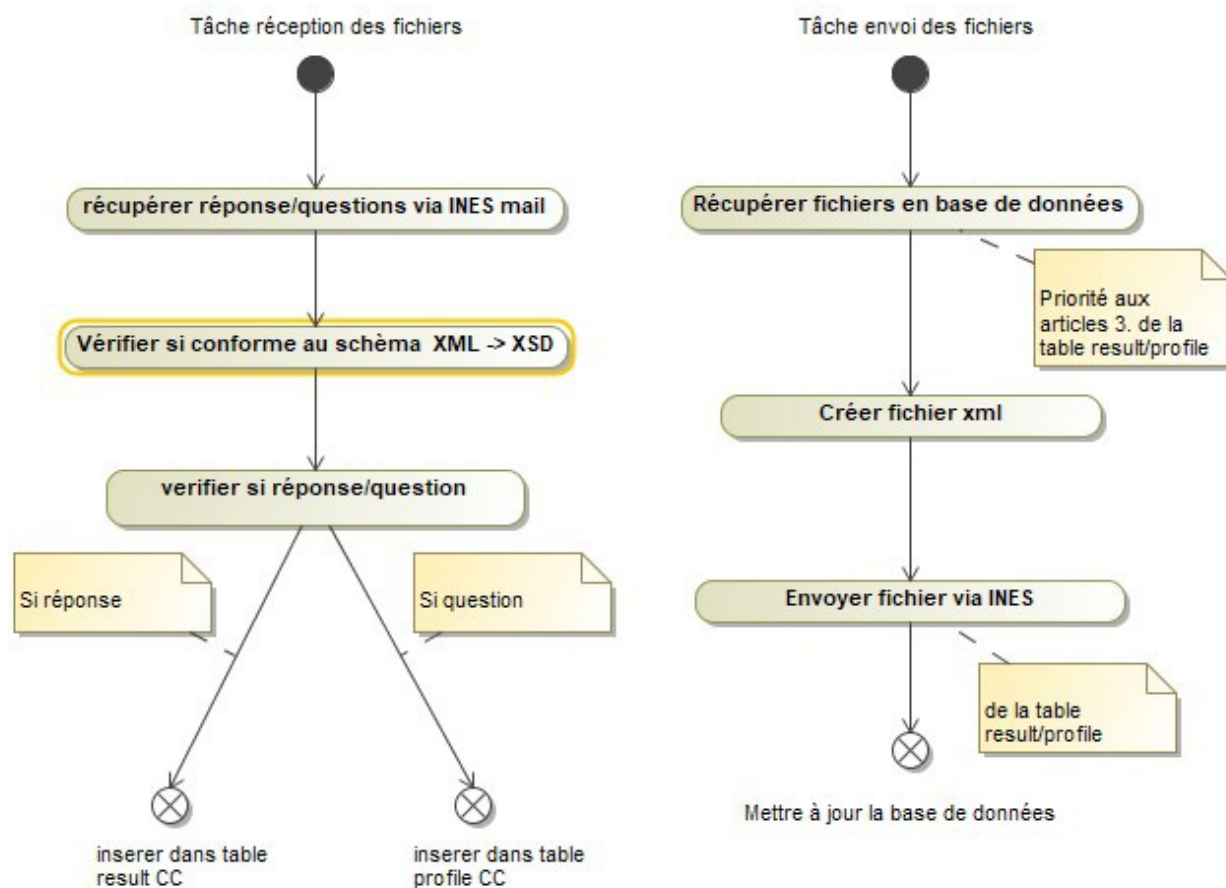 Tâche réception des fichiers
récupérer réponse/questions via INES mail
Vérifier si conforme au schèma XML -> XSD
verifier si réponse/question
Si réponse
Si question
inserer dans table
result CC
inserer dans table
profile CC
Tâche envoi des fichiers
Récupérer fichiers en base de données
Priorité aux
articles 3. de la
table result/profile
Créer fichier xml
Envoyer fichier via INES
de la table
result/profile
Mettre à jour la base de données